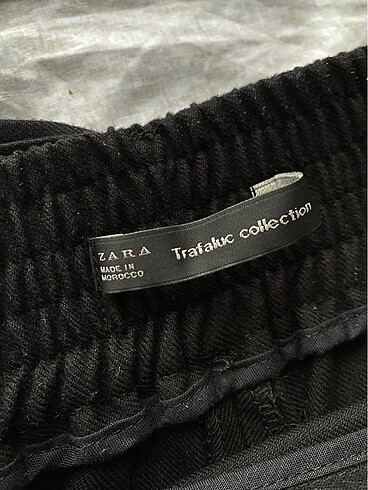 ZARA
MADE IN
MOROCCO
Trafaluc collection